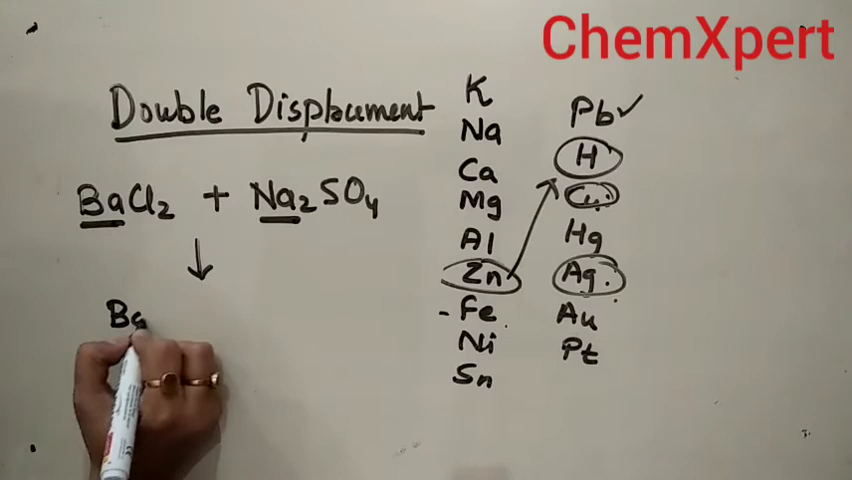 ChemXpert
Double Displacement
BaCl2 + Na2SO4
↓
Ba
K
Na
Ca
Mg
Al
Zn
- Fe
Ni
Sn
Pb ✓
H
Cu
Hg
Ag
Au
Pt